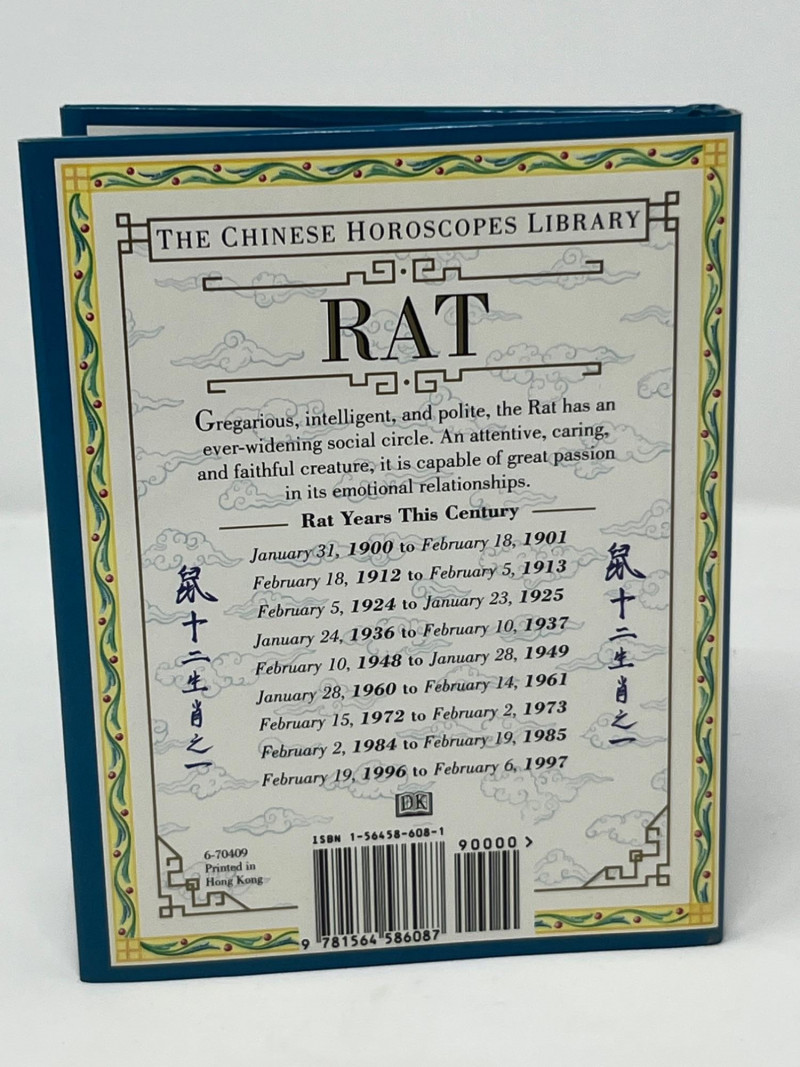 THE CHINESE HOROSCOPES LIBRARY
RAT
Gregarious, intelligent, and polite, the Rat has an
ever-widening social circle. An attentive, caring,
and faithful creature, it is capable of great passion
in its emotional relationships.
Rat Years This Century
January 31, 1900 to February 18, 1901
February 18, 1912 to February 5, 1913
February 5, 1924 to January 23, 1925
January 24, 1936 to February 10, 1937
February 10, 1948 to January 28, 1949
January 28, 1960 to February 14, 1961
February 15, 1972 to February 2, 1973
February 2, 1984 to February 19, 1985
February 19, 1996 to February 6, 1997
鼠十二生肖之一
鼠十二生肖之一
DK
6-70409
Printed in
Hong Kong
ISBN 1-56458-608-1
90000 >
9 781564 586087